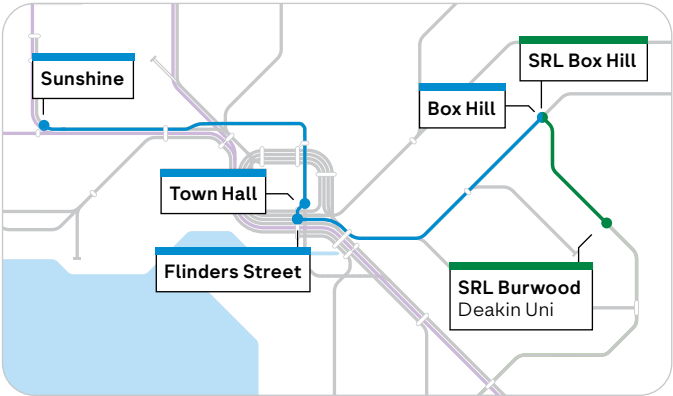 SRL Box Hill
Sunshine
Box Hill
Town Hall
Flinders Street
SRL Burwood
Deakin Uni